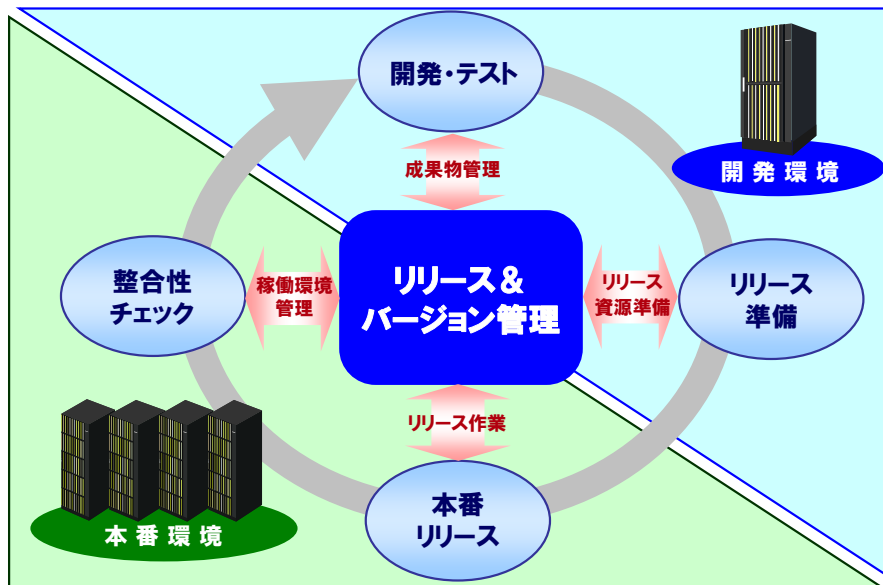 開発・テスト
成果物管理
開発環境
整合性
チェック
稼働環境
管理
リリース＆
バージョン管理
リリース
資源準備
リリース
準備
リリース作業
本番
リリース
本番環境